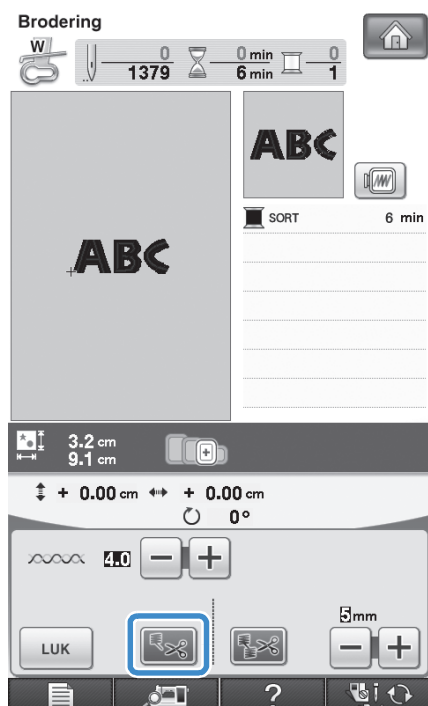 Brodering
W
0 0 min 0
1379 6 min 1
ABC
SORT 6 min
ABC
3.2 cm
9.1 cm
+ 0.00 cm + 0.00 cm
0°
4.0 − +
5mm
LUK − +
?